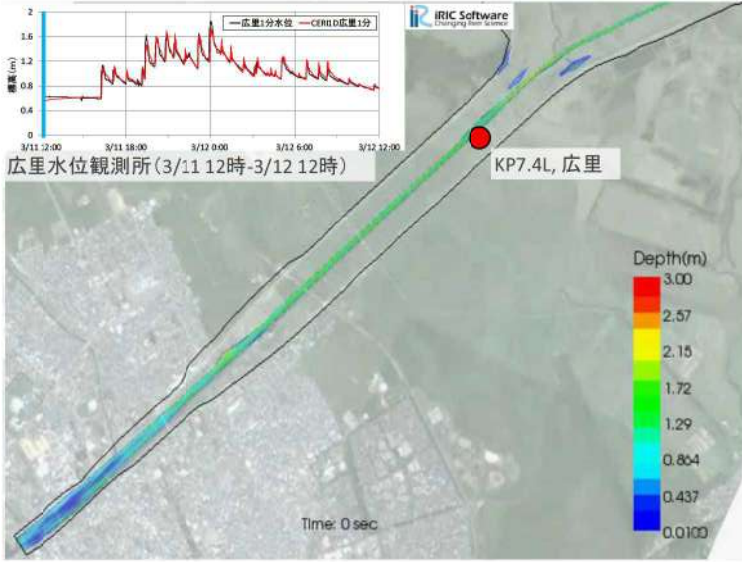 2
1.6
1.2
0.8
0.4
0
標高(m)
広里1分水位 CERI1D広里1分
3/11 12:00 3/11 18:00 3/12 0:00 3/12 6:00 3/12 12:00
広里水位観測所(3/11 12時-3/12 12時)
iRIC Software
Changing River Science
KP7.4L, 広里
Depth(m)
3.00
2.57
2.15
1.72
1.29
0.864
0.437
0.0100
Time: 0 sec